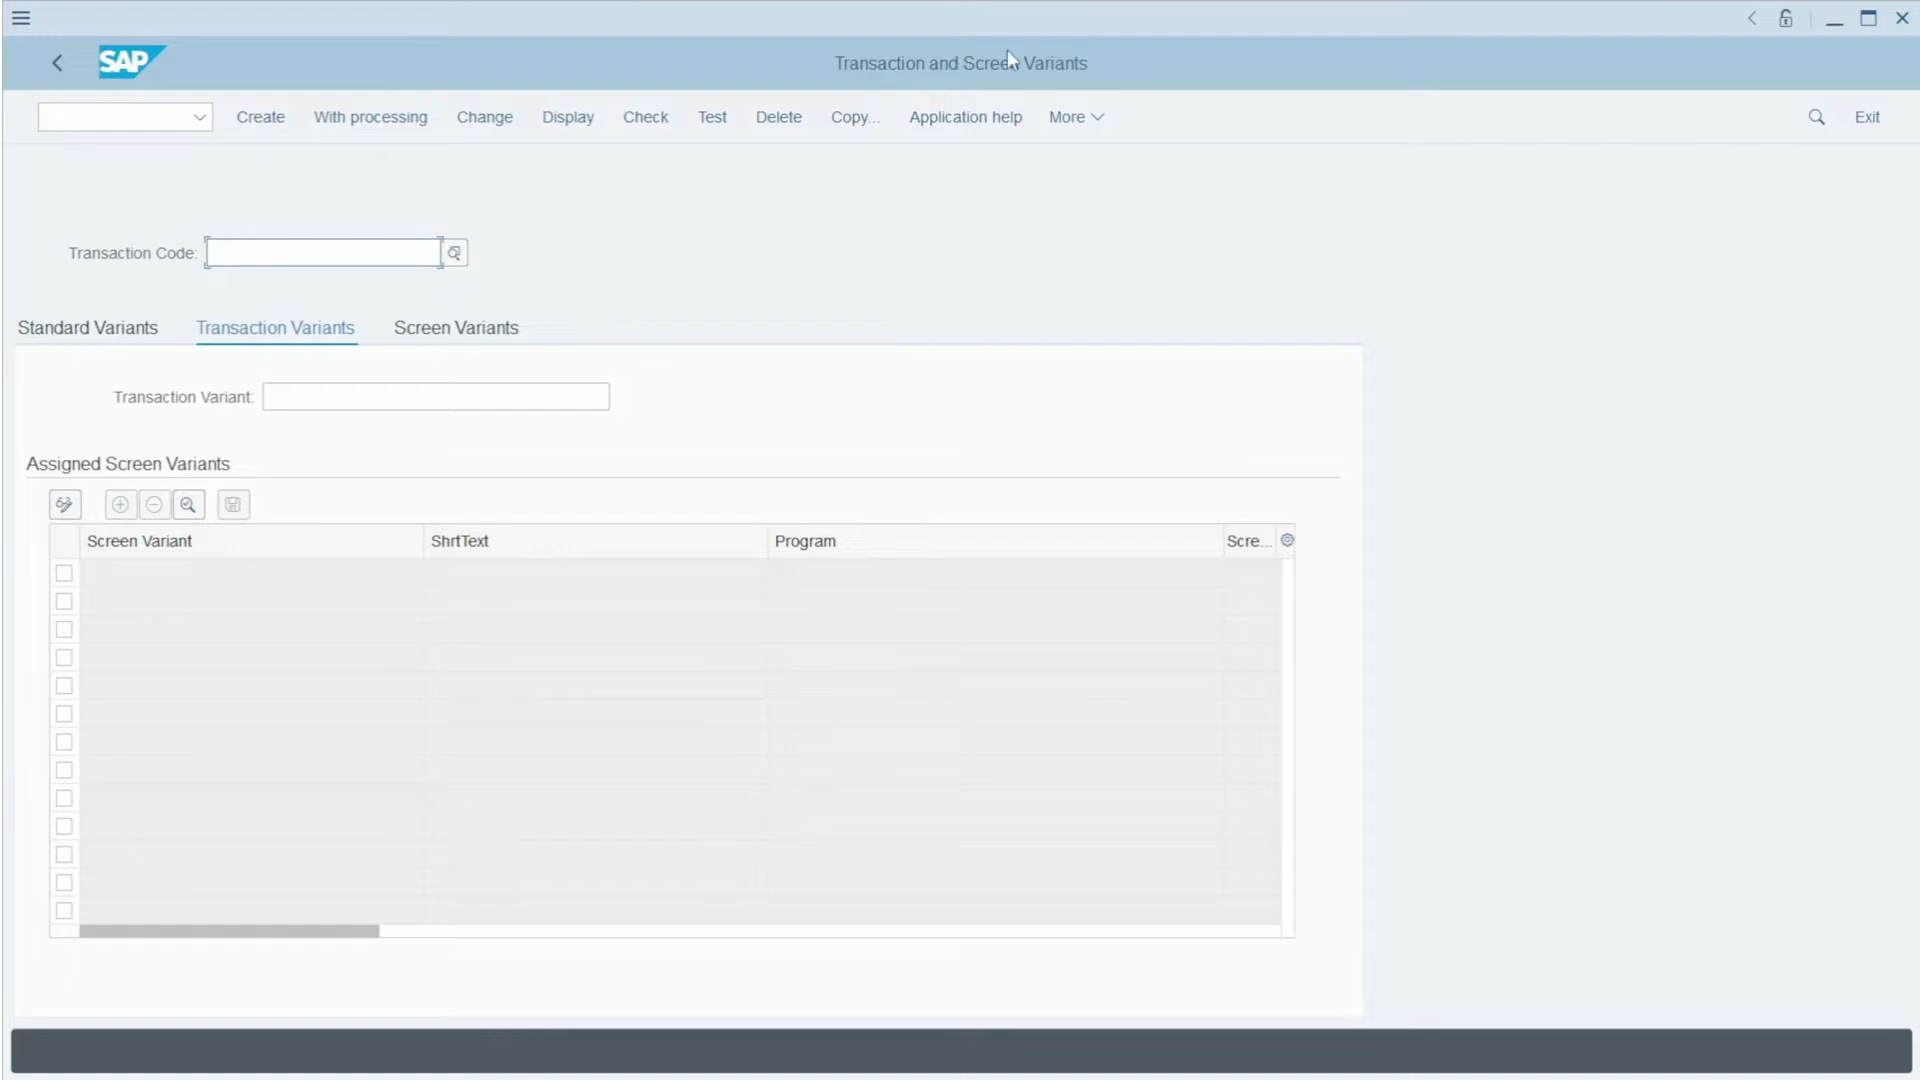 SAP
Transaction and Screen Variants
Create With processing Change Display Check Test Delete Copy... Application help More Exit
Transaction Code:
Standard Variants Transaction Variants Screen Variants
Transaction Variant:
Assigned Screen Variants
Screen Variant ShrtText Program Scre...